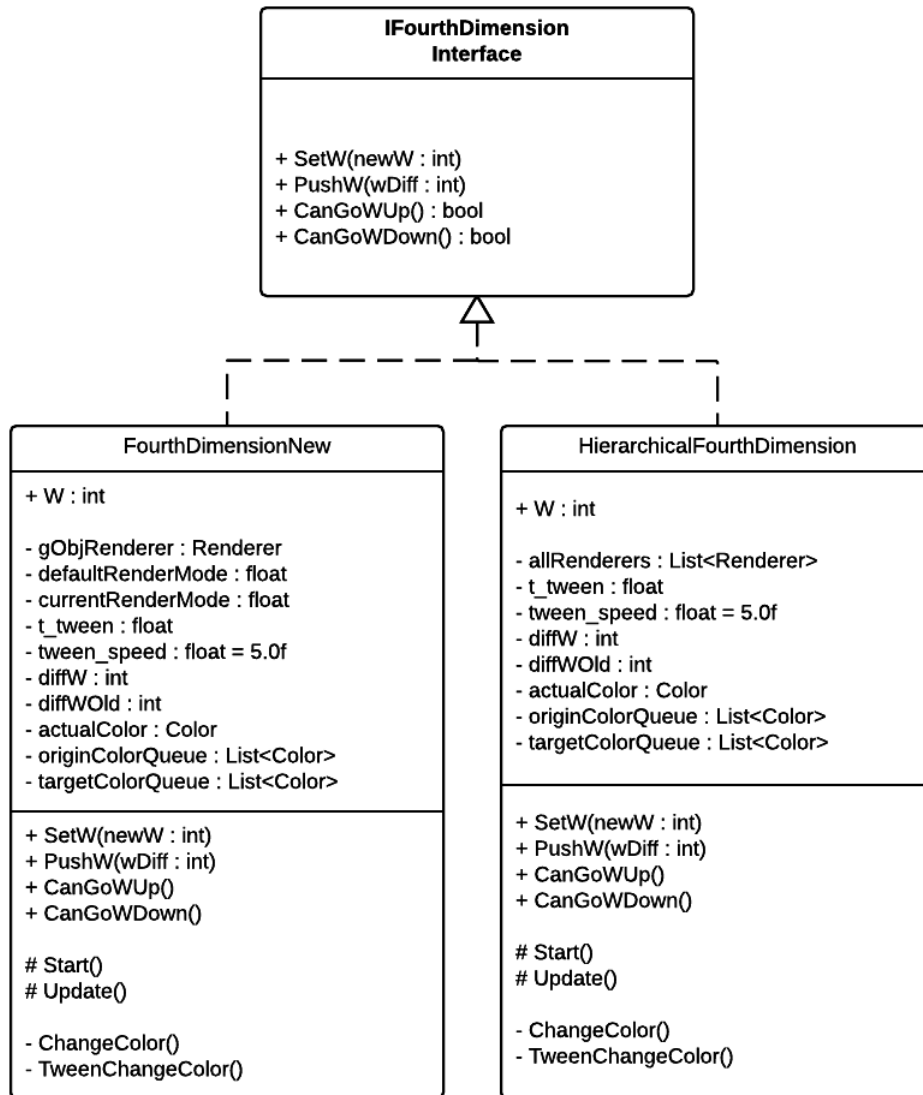 IFourthDimension
Interface
+ SetW(newW : int)
+ PushW(wDiff : int)
+ CanGoWUp() : bool
+ CanGoWDown() : bool
FourthDimensionNew
+ W : int
- gObjRenderer : Renderer
- defaultRenderMode : float
- currentRenderMode : float
- t_tween : float
- tween_speed : float = 5.0f
- diffW : int
- diffWOld : int
- actualColor : Color
- originColorQueue : List<Color>
- targetColorQueue : List<Color>
+ SetW(newW : int)
+ PushW(wDiff : int)
+ CanGoWUp()
+ CanGoWDown()
# Start()
# Update()
- ChangeColor()
- TweenChangeColor()
HierarchicalFourthDimension
+ W : int
- allRenderers : List<Renderer>
- t_tween : float
- tween_speed : float = 5.0f
- diffW : int
- diffWOld : int
- actualColor : Color
- originColorQueue : List<Color>
- targetColorQueue : List<Color>
+ SetW(newW : int)
+ PushW(wDiff : int)
+ CanGoWUp()
+ CanGoWDown()
# Start()
# Update()
- ChangeColor()
- TweenChangeColor()